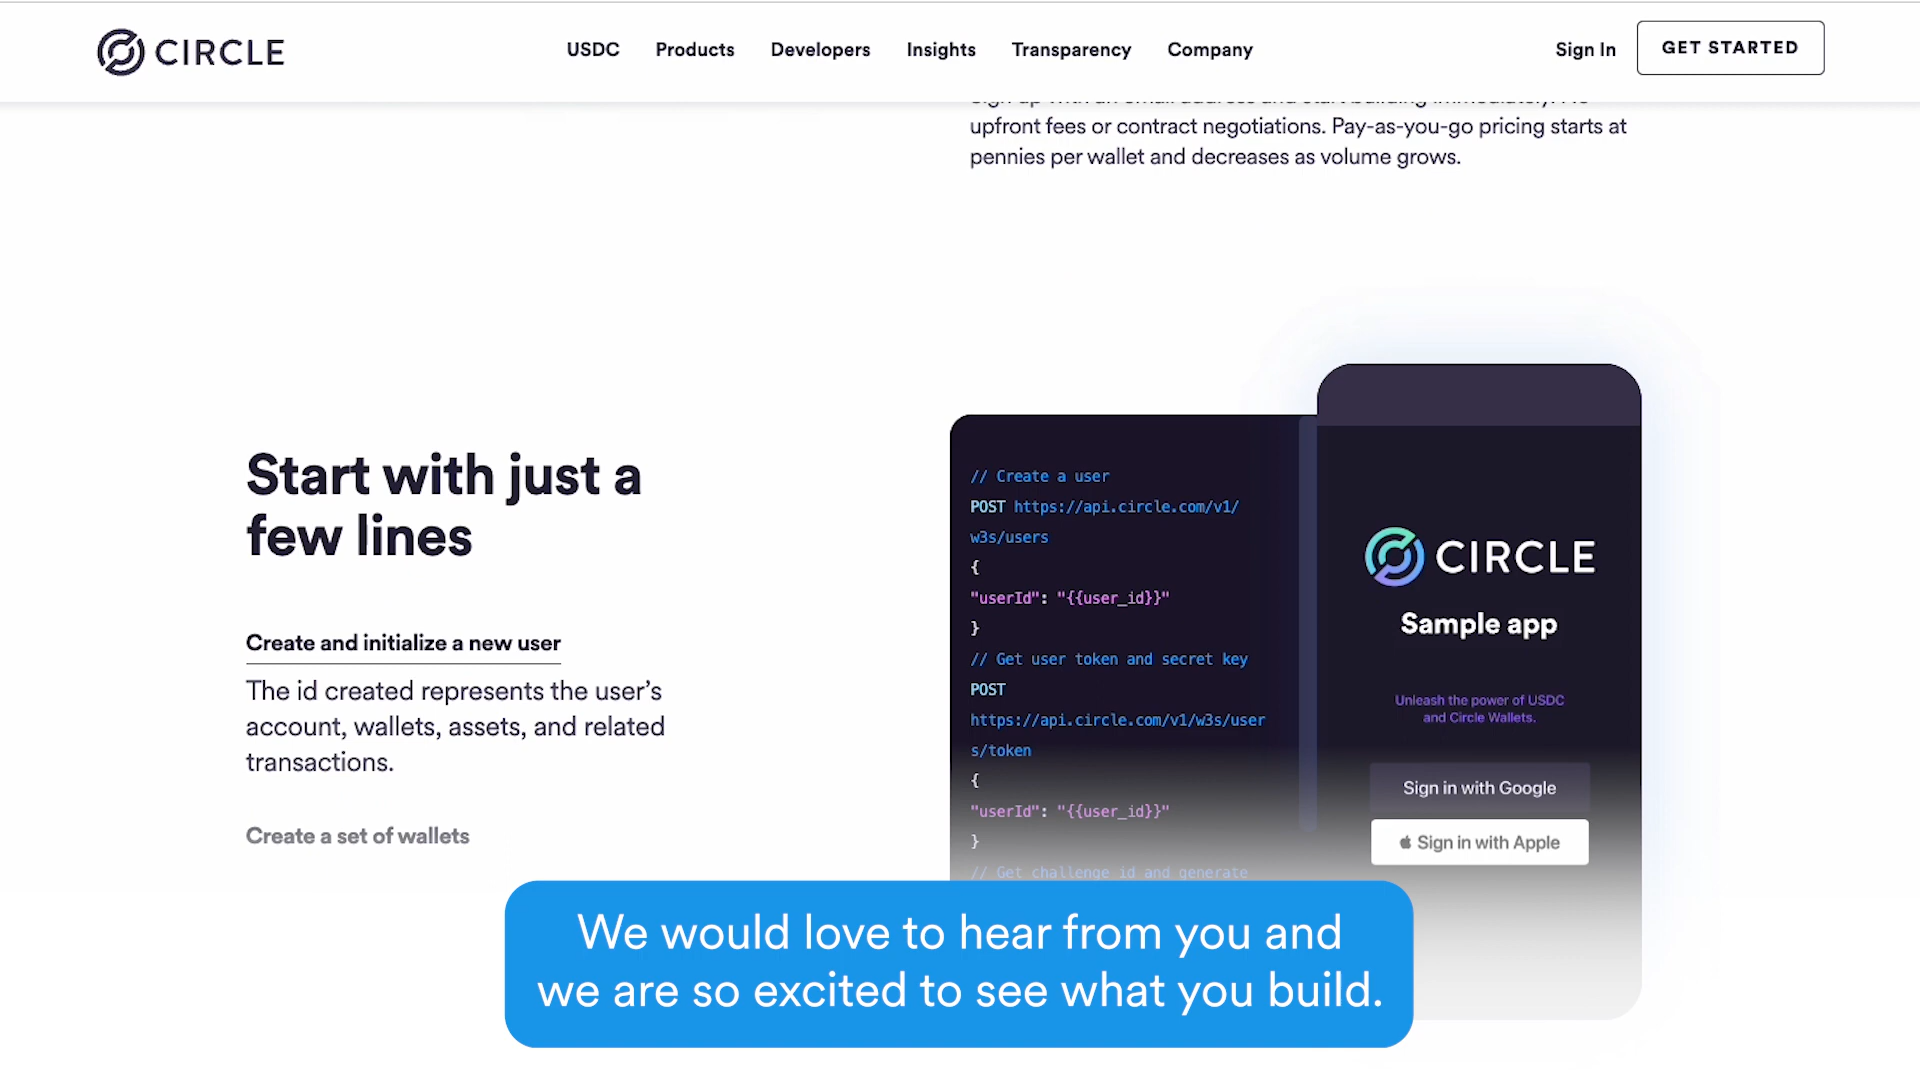 CIRCLE
USDC Products Developers Insights Transparency Company
Sign In GET STARTED
upfront fees or contract negotiations. Pay-as-you-go pricing starts at
pennies per wallet and decreases as volume grows.
Start with just a
few lines
Create and initialize a new user
The id created represents the user’s
account, wallets, assets, and related
transactions.
Create a set of wallets
// Create a user
POST https://api.circle.com/v1/
w3s/users
{
"userId": "{{user_id}}"
}
// Get user token and secret key
POST
https://api.circle.com/v1/w3s/user
s/token
{
"userId": "{{user_id}}"
}
// Get challenge id and generate
CIRCLE
Sample app
Unleash the power of USDC
and Circle Wallets.
Sign in with Google
Sign in with Apple
We would love to hear from you and
we are so excited to see what you build.